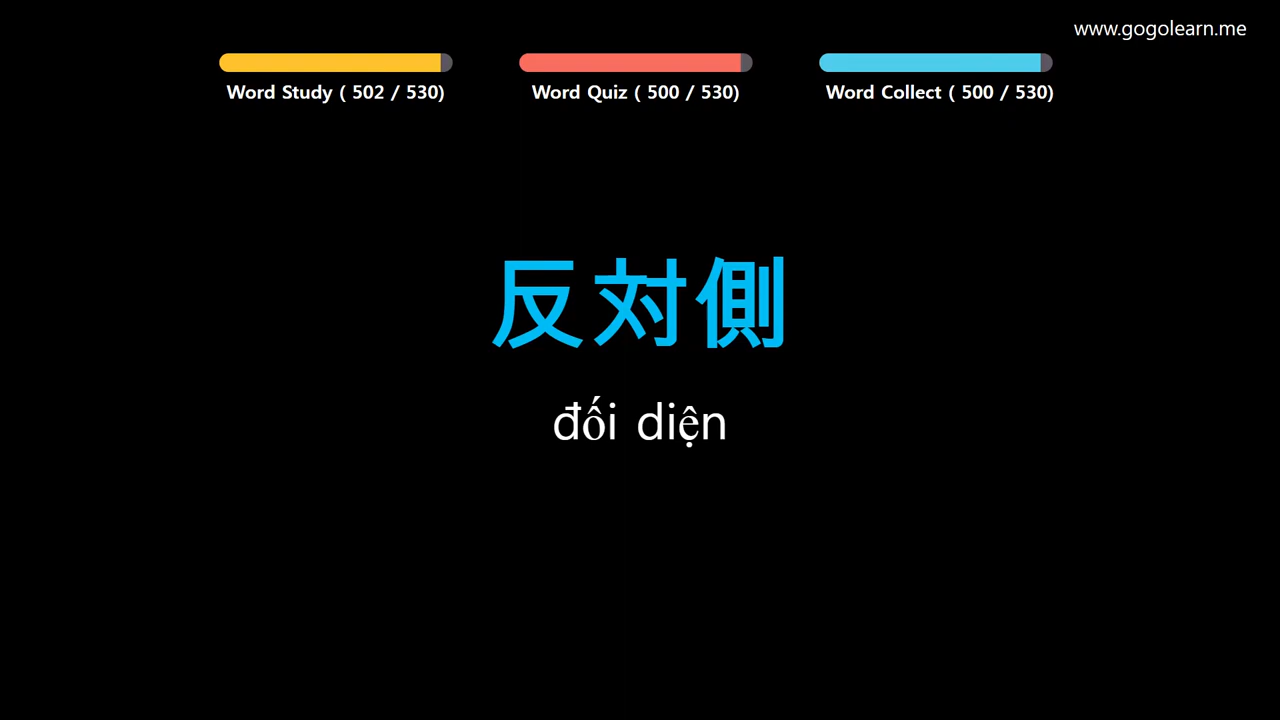 www.gogolearn.me
Word Study ( 502 / 530)
Word Quiz ( 500 / 530)
Word Collect ( 500 / 530)
反対側
đối diện